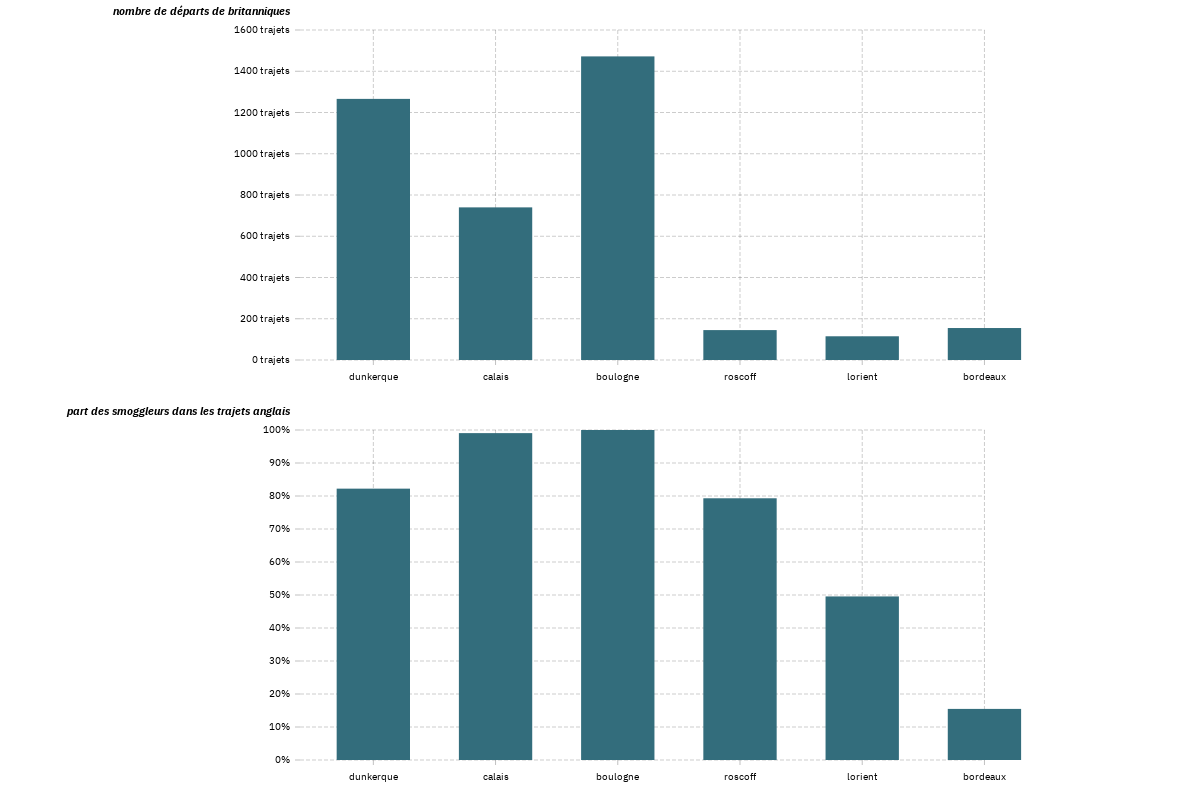 nombre de départs de britanniques
1600 trajets
1400 trajets
1200 trajets
1000 trajets
800 trajets
600 trajets
400 trajets
200 trajets
0 trajets
dunkerque calais boulogne roscoff lorient bordeaux
part des smoggleurs dans les trajets anglais
100%
90%
80%
70%
60%
50%
40%
30%
20%
10%
0%
dunkerque calais boulogne roscoff lorient bordeaux